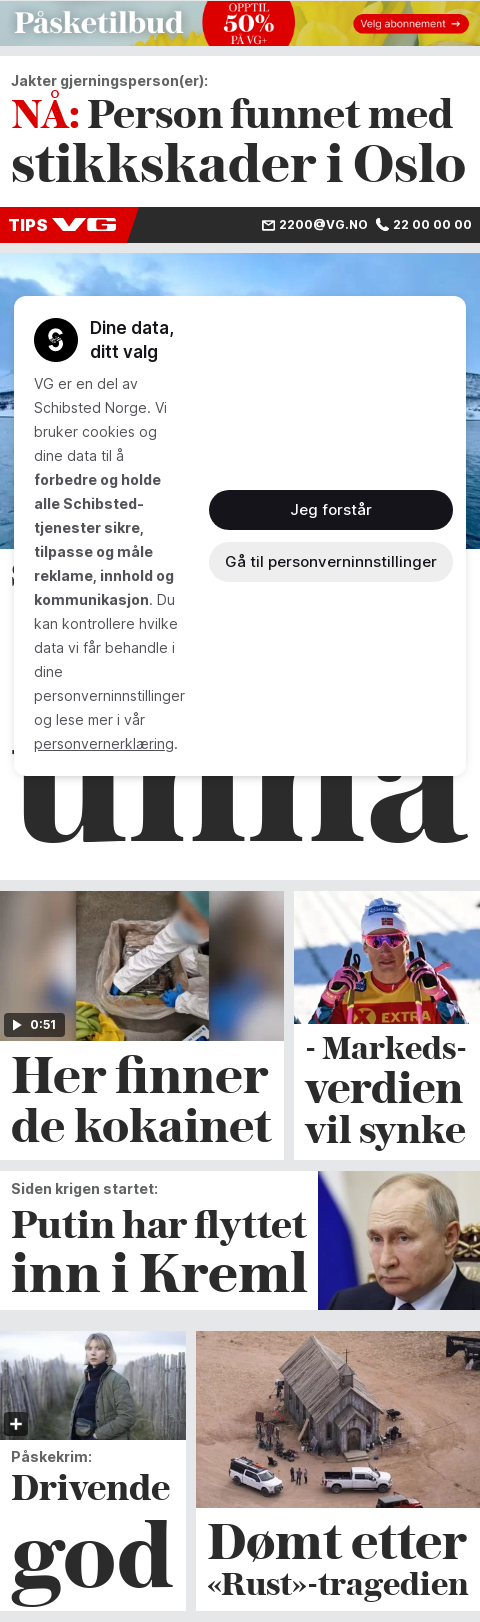 Påsketilbud
OPPTIL
50%
PÅ VG+
Velg abonnement →
Jakter gjerningsperson(er):
NÅ: Person funnet med
stikkskader i Oslo
TIPS VG
2200@VG.NO 22 00 00 00
Dine data,
ditt valg
VG er en del av
Schibsted Norge. Vi
bruker cookies og
dine data til å
forbedre og holde
alle Schibsted-
tjenester sikre,
tilpasse og måle
reklame, innhold og
kommunikasjon. Du
kan kontrollere hvilke
data vi får behandle i
dine
personverninnstillinger
og lese mer i vår
personvernerklæring.
Jeg forstår
Gå til personverninnstillinger
unna
0:51
Her finner
de kokainet
EXTRA
- Markeds-
verdien
vil synke
Siden krigen startet:
Putin har flyttet
inn i Kreml
Påskekrim:
Drivende
god
Dømt etter
«Rust»-tragedien